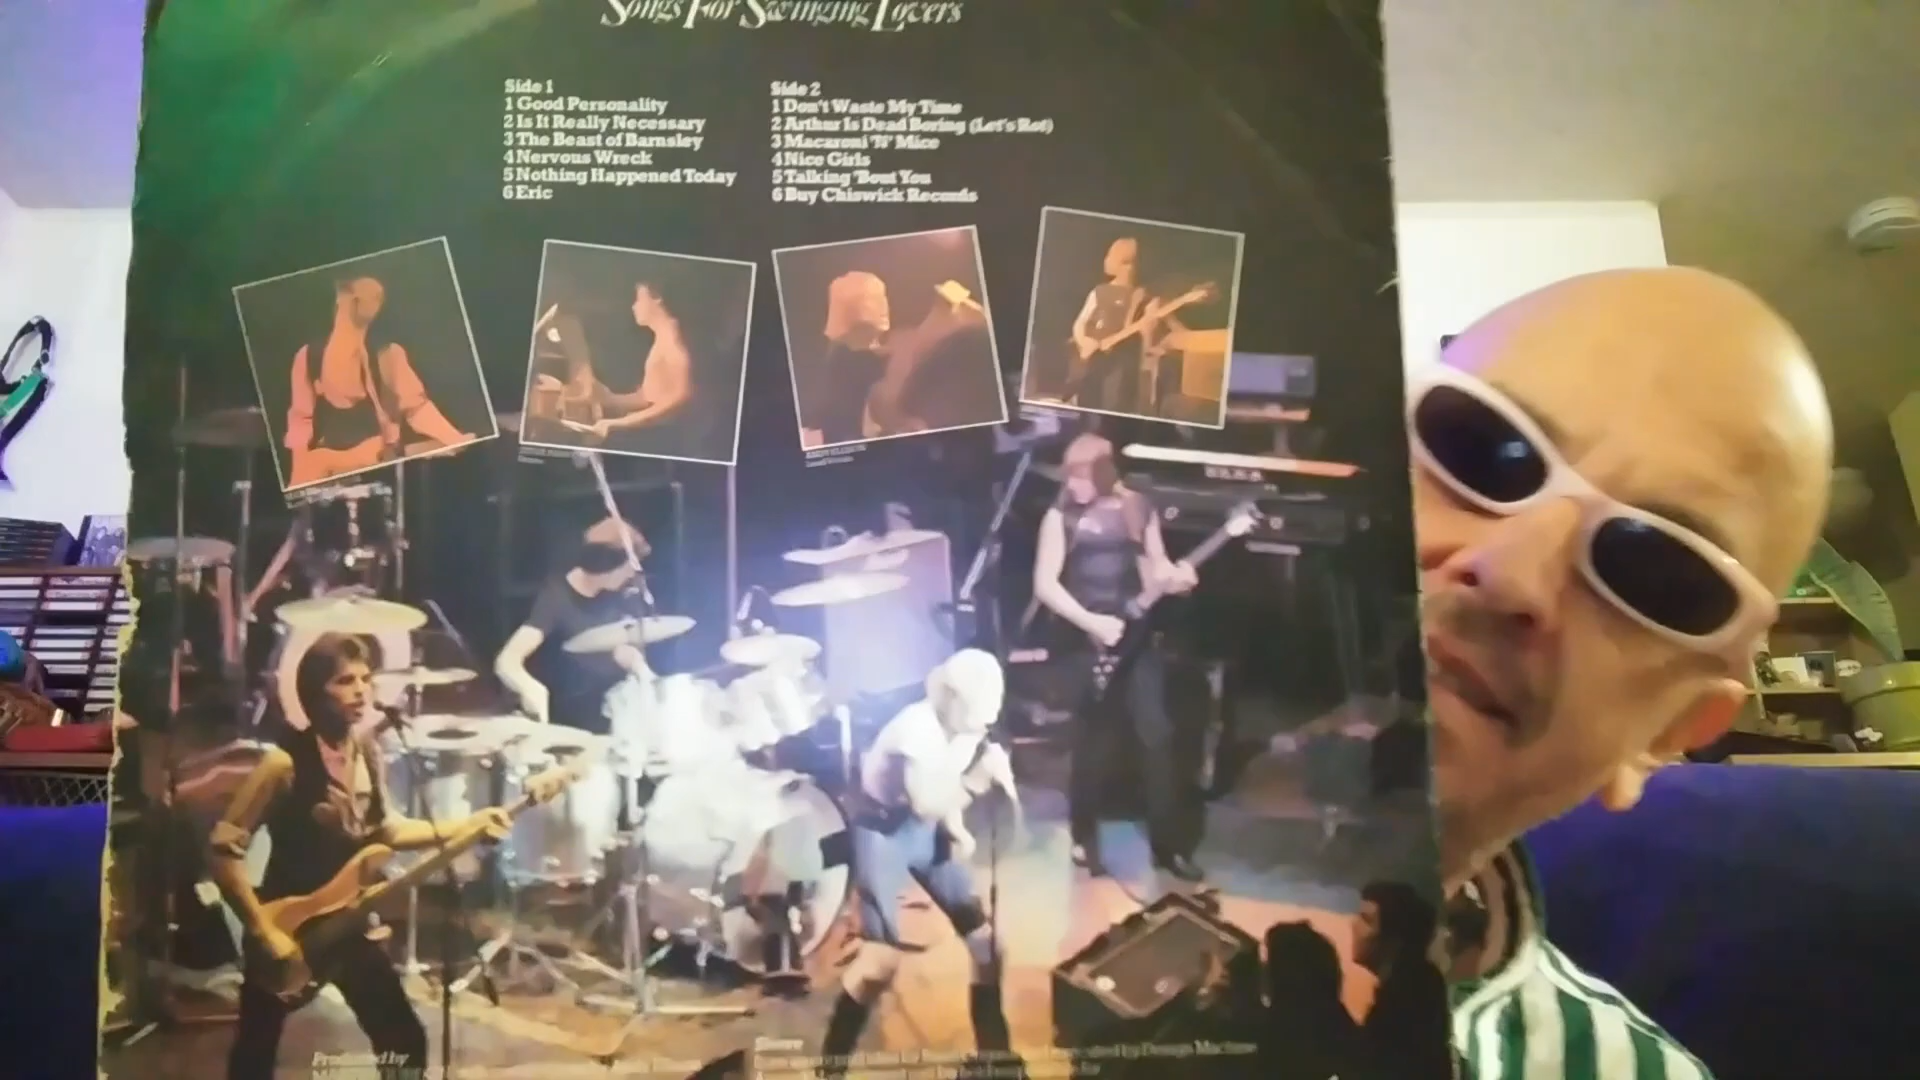 Songs For Swinging Lovers
Side 1
1 Good Personality
2 Is It Really Necessary
3 The Beast of Barnsley
4 Nervous Wreck
5 Nothing Happened Today
6 Eric
Side 2
1 Don't Waste My Time
2 Arthur Is Dead Boring (Let's Rot)
3 Macaroni 'N' Mice
4 Nice Girls
5 Talking 'Bout You
6 Buy Chiswick Records
Produced by
Sleeve
by Design Machine